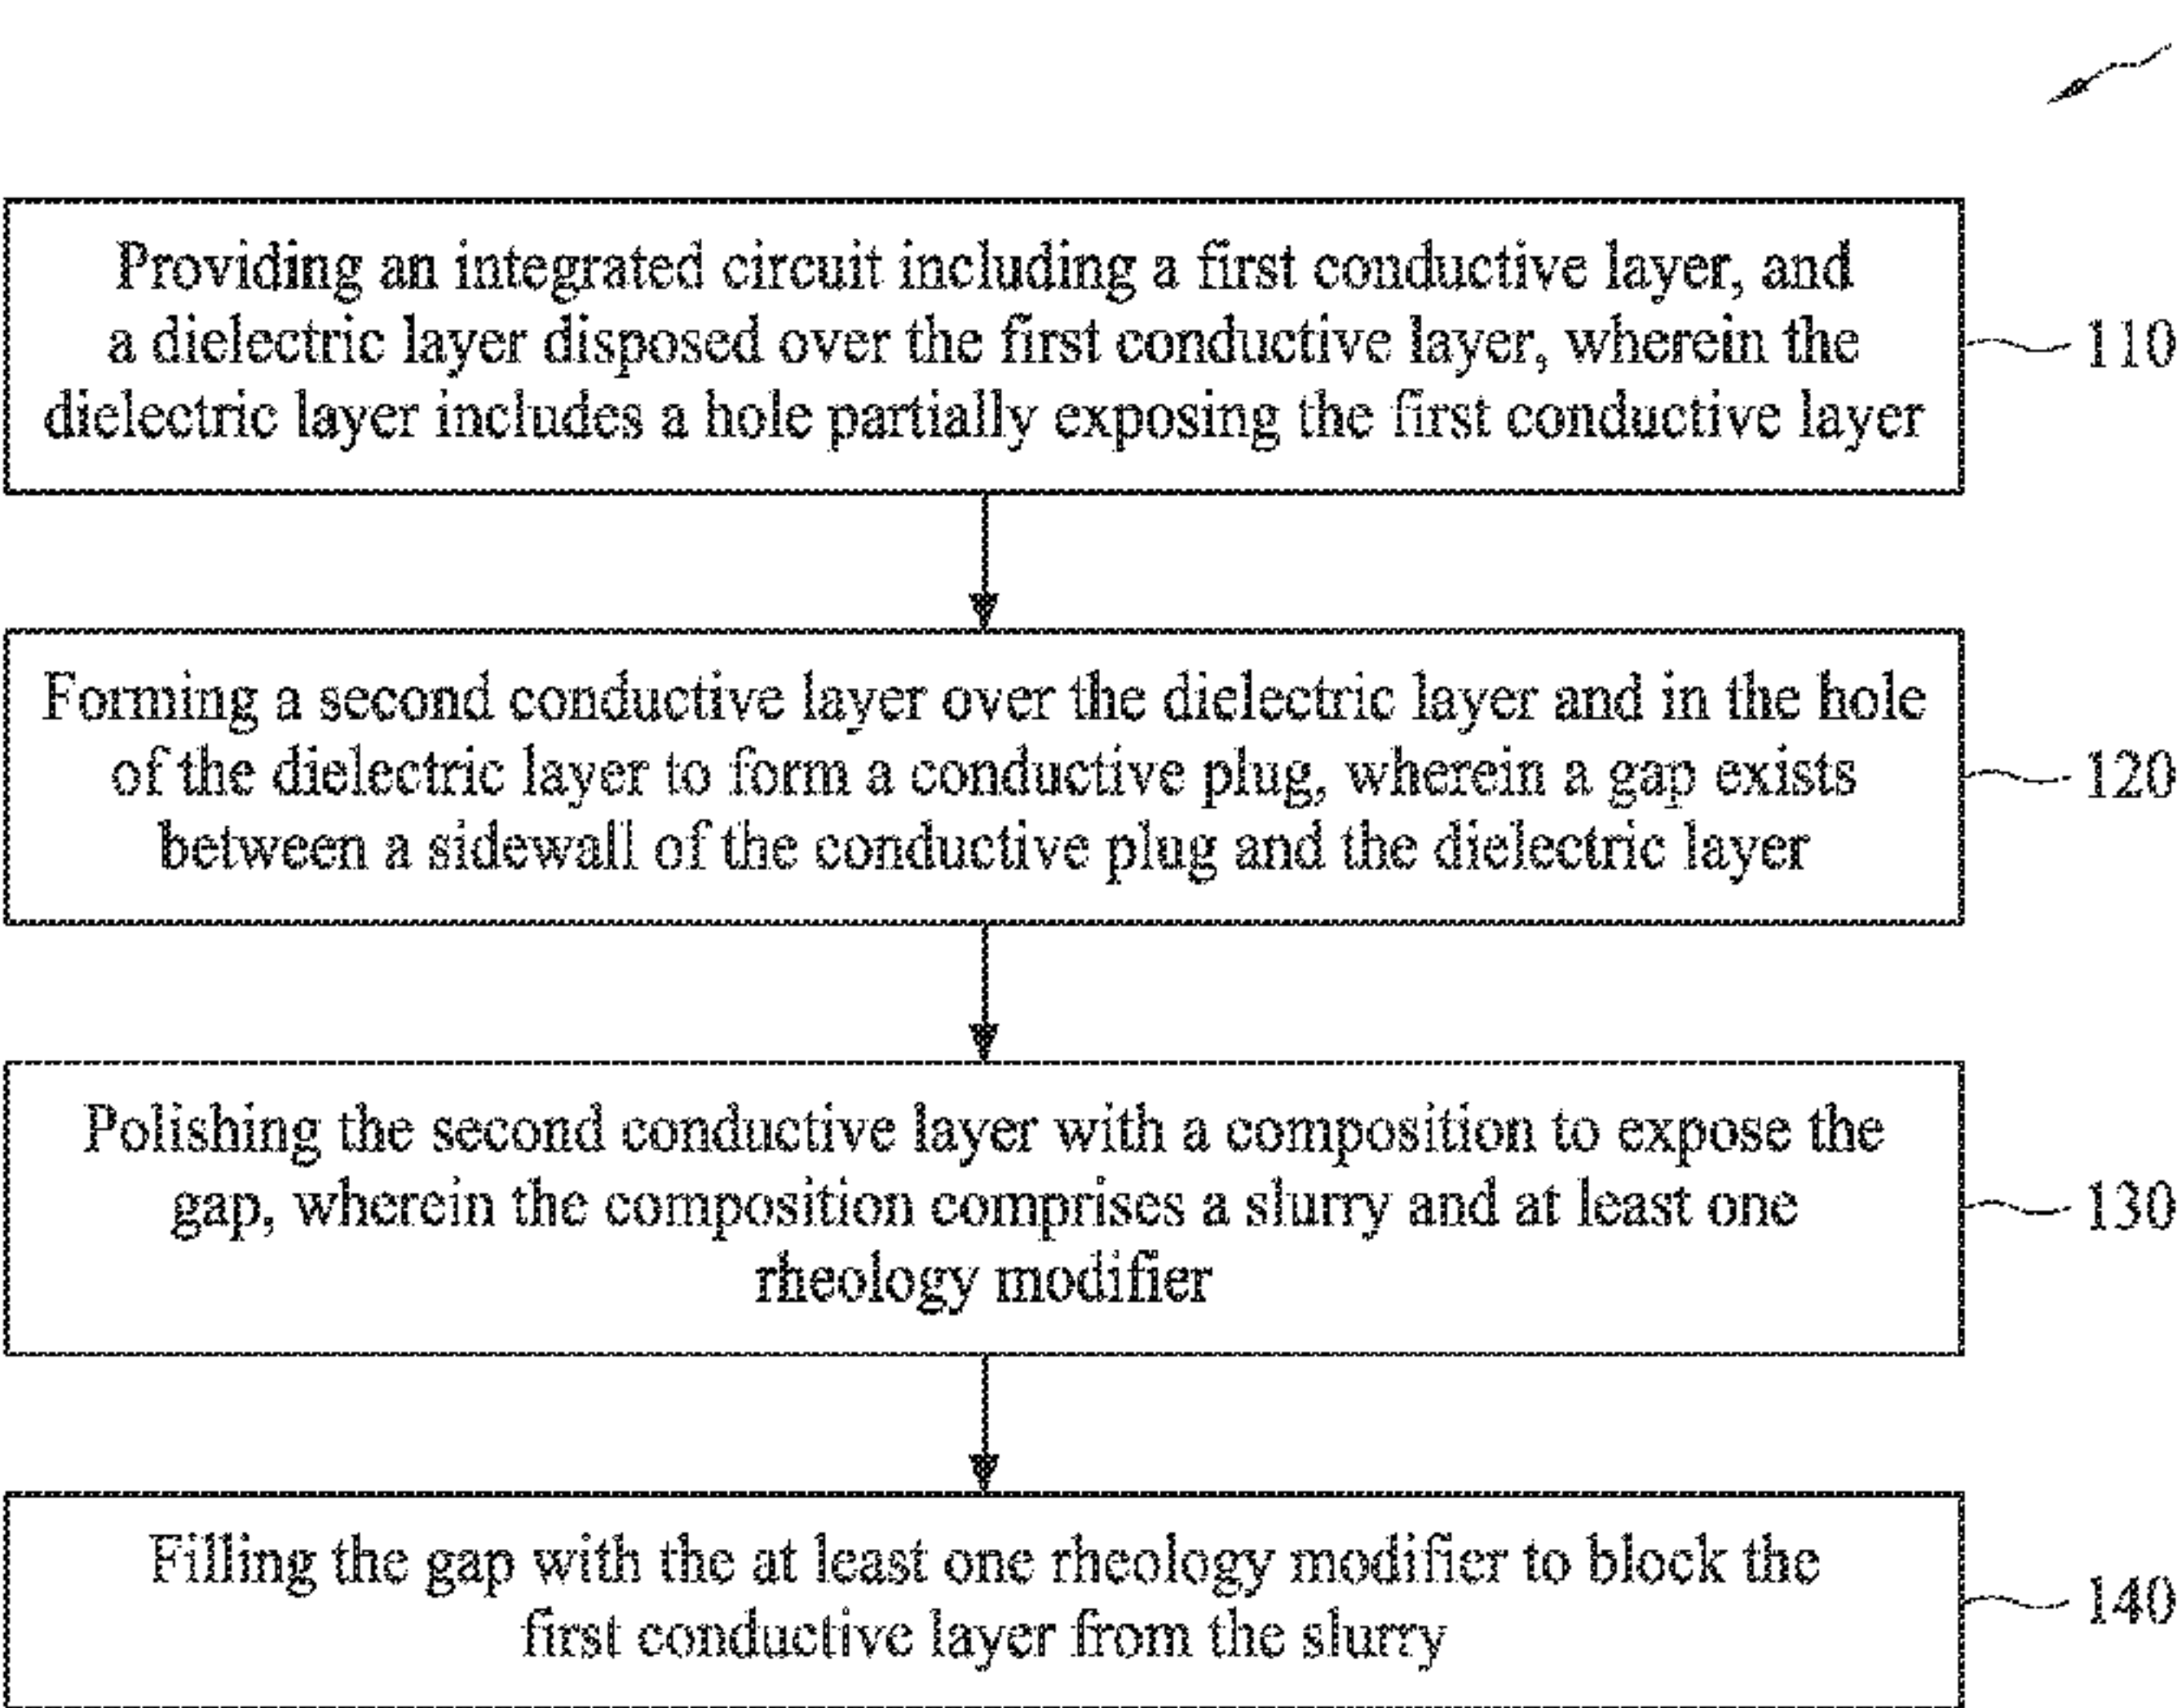 Providing an integrated circuit including a first conductive layer, and
a dielectric layer disposed over the first conductive layer, wherein the
dielectric layer includes a hole partially exposing the first conductive layer
110
Forming a second conductive layer over the dielectric layer and in the hole
of the dielectric layer to form a conductive plug, wherein a gap exists
between a sidewall of the conductive plug and the dielectric layer
120
Polishing the second conductive layer with a composition to expose the
gap, wherein the composition comprises a slurry and at least one
rheology modifier
130
Filling the gap with the at least one rheology modifier to block the
first conductive layer from the slurry
140